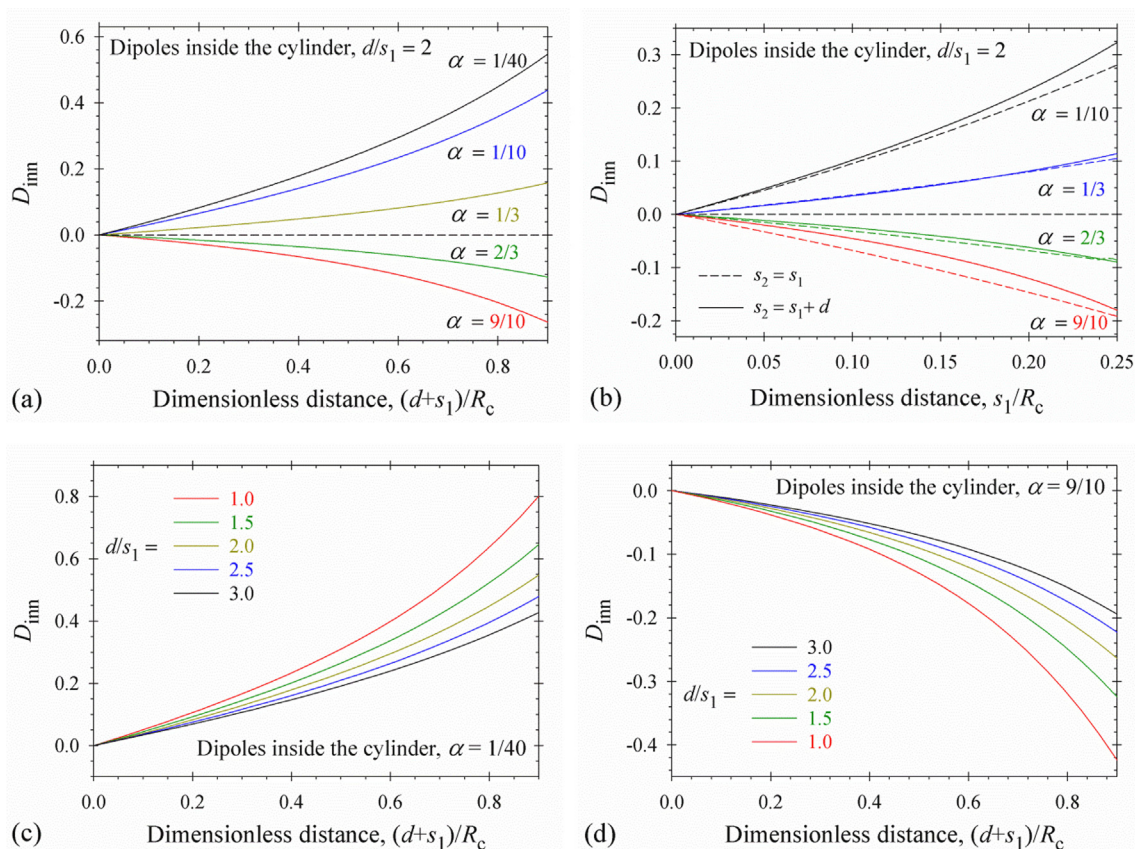 Dipoles inside the cylinder, d/s₁ = 2
α = 1/40
α = 1/10
α = 1/3
α = 2/3
α = 9/10
0.6
0.4
0.2
0.0
-0.2
D_inn
0.0 0.2 0.4 0.6 0.8
(a) Dimensionless distance, (d+s₁)/R_c
Dipoles inside the cylinder, d/s₁ = 2
α = 1/10
α = 1/3
α = 2/3
α = 9/10
s₂ = s₁
s₂ = s₁+ d
0.3
0.2
0.1
0.0
-0.1
-0.2
D_inn
0.00 0.05 0.10 0.15 0.20 0.25
(b) Dimensionless distance, s₁/R_c
0.8
0.6
0.4
0.2
0.0
D_inn
1.0
1.5
d/s₁ = 2.0
2.5
3.0
Dipoles inside the cylinder, α = 1/40
0.0 0.2 0.4 0.6 0.8
(c) Dimensionless distance, (d+s₁)/R_c
Dipoles inside the cylinder, α = 9/10
0.0
-0.1
-0.2
-0.3
-0.4
D_inn
3.0
2.5
d/s₁ = 2.0
1.5
1.0
0.0 0.2 0.4 0.6 0.8
(d) Dimensionless distance, (d+s₁)/R_c